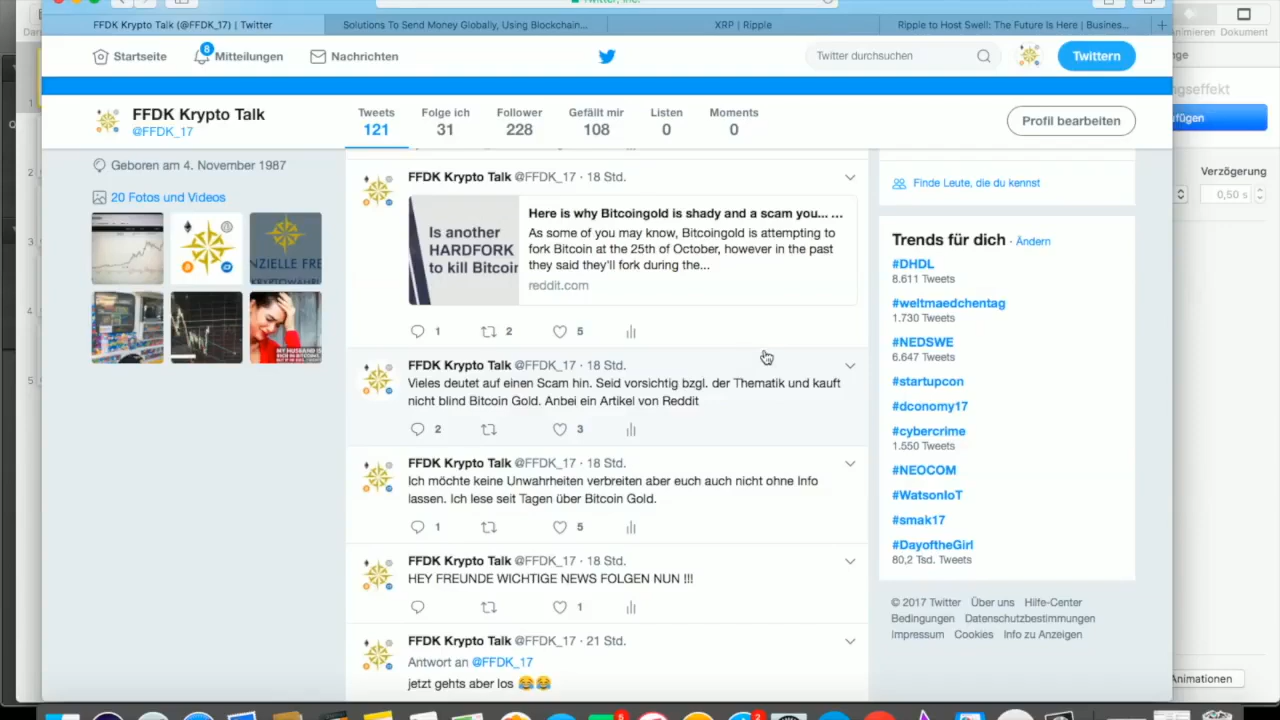 Twitter, Inc.
FFDK Krypto Talk (@FFDK_17) | Twitter
Solutions To Send Money Globally, Using Blockchain...
XRP | Ripple
Ripple to Host Swell: The Future Is Here | Business...
Dokument
Startseite
8
Mitteilungen
Nachrichten
Twitter durchsuchen
Twittern
FFDK Krypto Talk
@FFDK_17
Tweets
121
Folge ich
31
Follower
228
Gefällt mir
108
Listen
0
Moments
0
Profil bearbeiten
Geboren am 4. November 1987
20 Fotos und Videos
FFDK Krypto Talk @FFDK_17 · 18 Std.
Is another
HARDFORK
to kill Bitcoin
Here is why Bitcoingold is shady and a scam you... ...
As some of you may know, Bitcoingold is attempting to
fork Bitcoin at the 25th of October, however in the past
they said they'll fork during the...
reddit.com
1 2 5
FFDK Krypto Talk @FFDK_17 · 18 Std.
Vieles deutet auf einen Scam hin. Seid vorsichtig bzgl. der Thematik und kauft
nicht blind Bitcoin Gold. Anbei ein Artikel von Reddit
2 3
FFDK Krypto Talk @FFDK_17 · 18 Std.
Ich möchte keine Unwahrheiten verbreiten aber euch auch nicht ohne Info
lassen. Ich lese seit Tagen über Bitcoin Gold.
1 5
FFDK Krypto Talk @FFDK_17 · 18 Std.
HEY FREUNDE WICHTIGE NEWS FOLGEN NUN !!!
1
FFDK Krypto Talk @FFDK_17 · 21 Std.
Antwort an @FFDK_17
jetzt gehts aber los 😂😂
Finde Leute, die du kennst
Trends für dich · Ändern
#DHDL
8.611 Tweets
#weltmaedchentag
1.730 Tweets
#NEDSWE
6.647 Tweets
#startupcon
#dconomy17
#cybercrime
1.550 Tweets
#NEOCOM
#WatsonIoT
#smak17
#DayoftheGirl
80,2 Tsd. Tweets
© 2017 Twitter Über uns Hilfe-Center
Bedingungen Datenschutzbestimmungen
Impressum Cookies Info zu Anzeigen
Verzögerung
0,50 s
Animationen